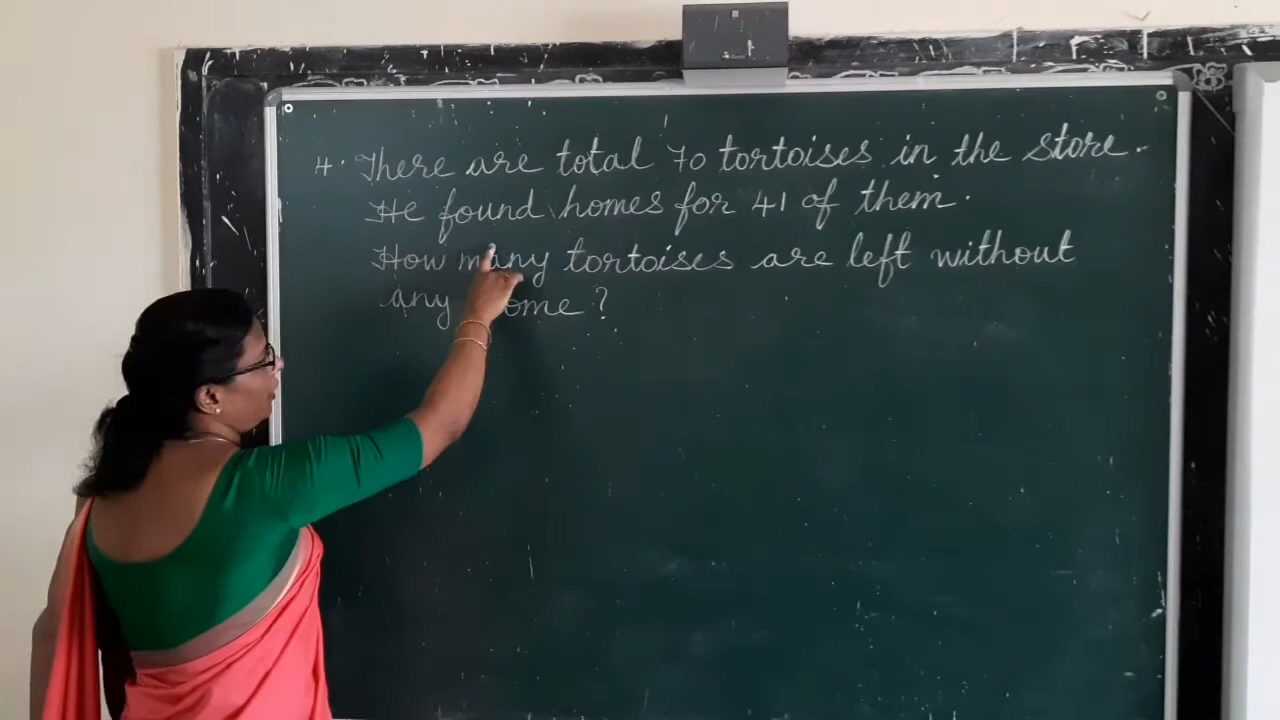 4. There are total 70 tortoises in the store.
He found homes for 41 of them.
How many tortoises are left without
any home?